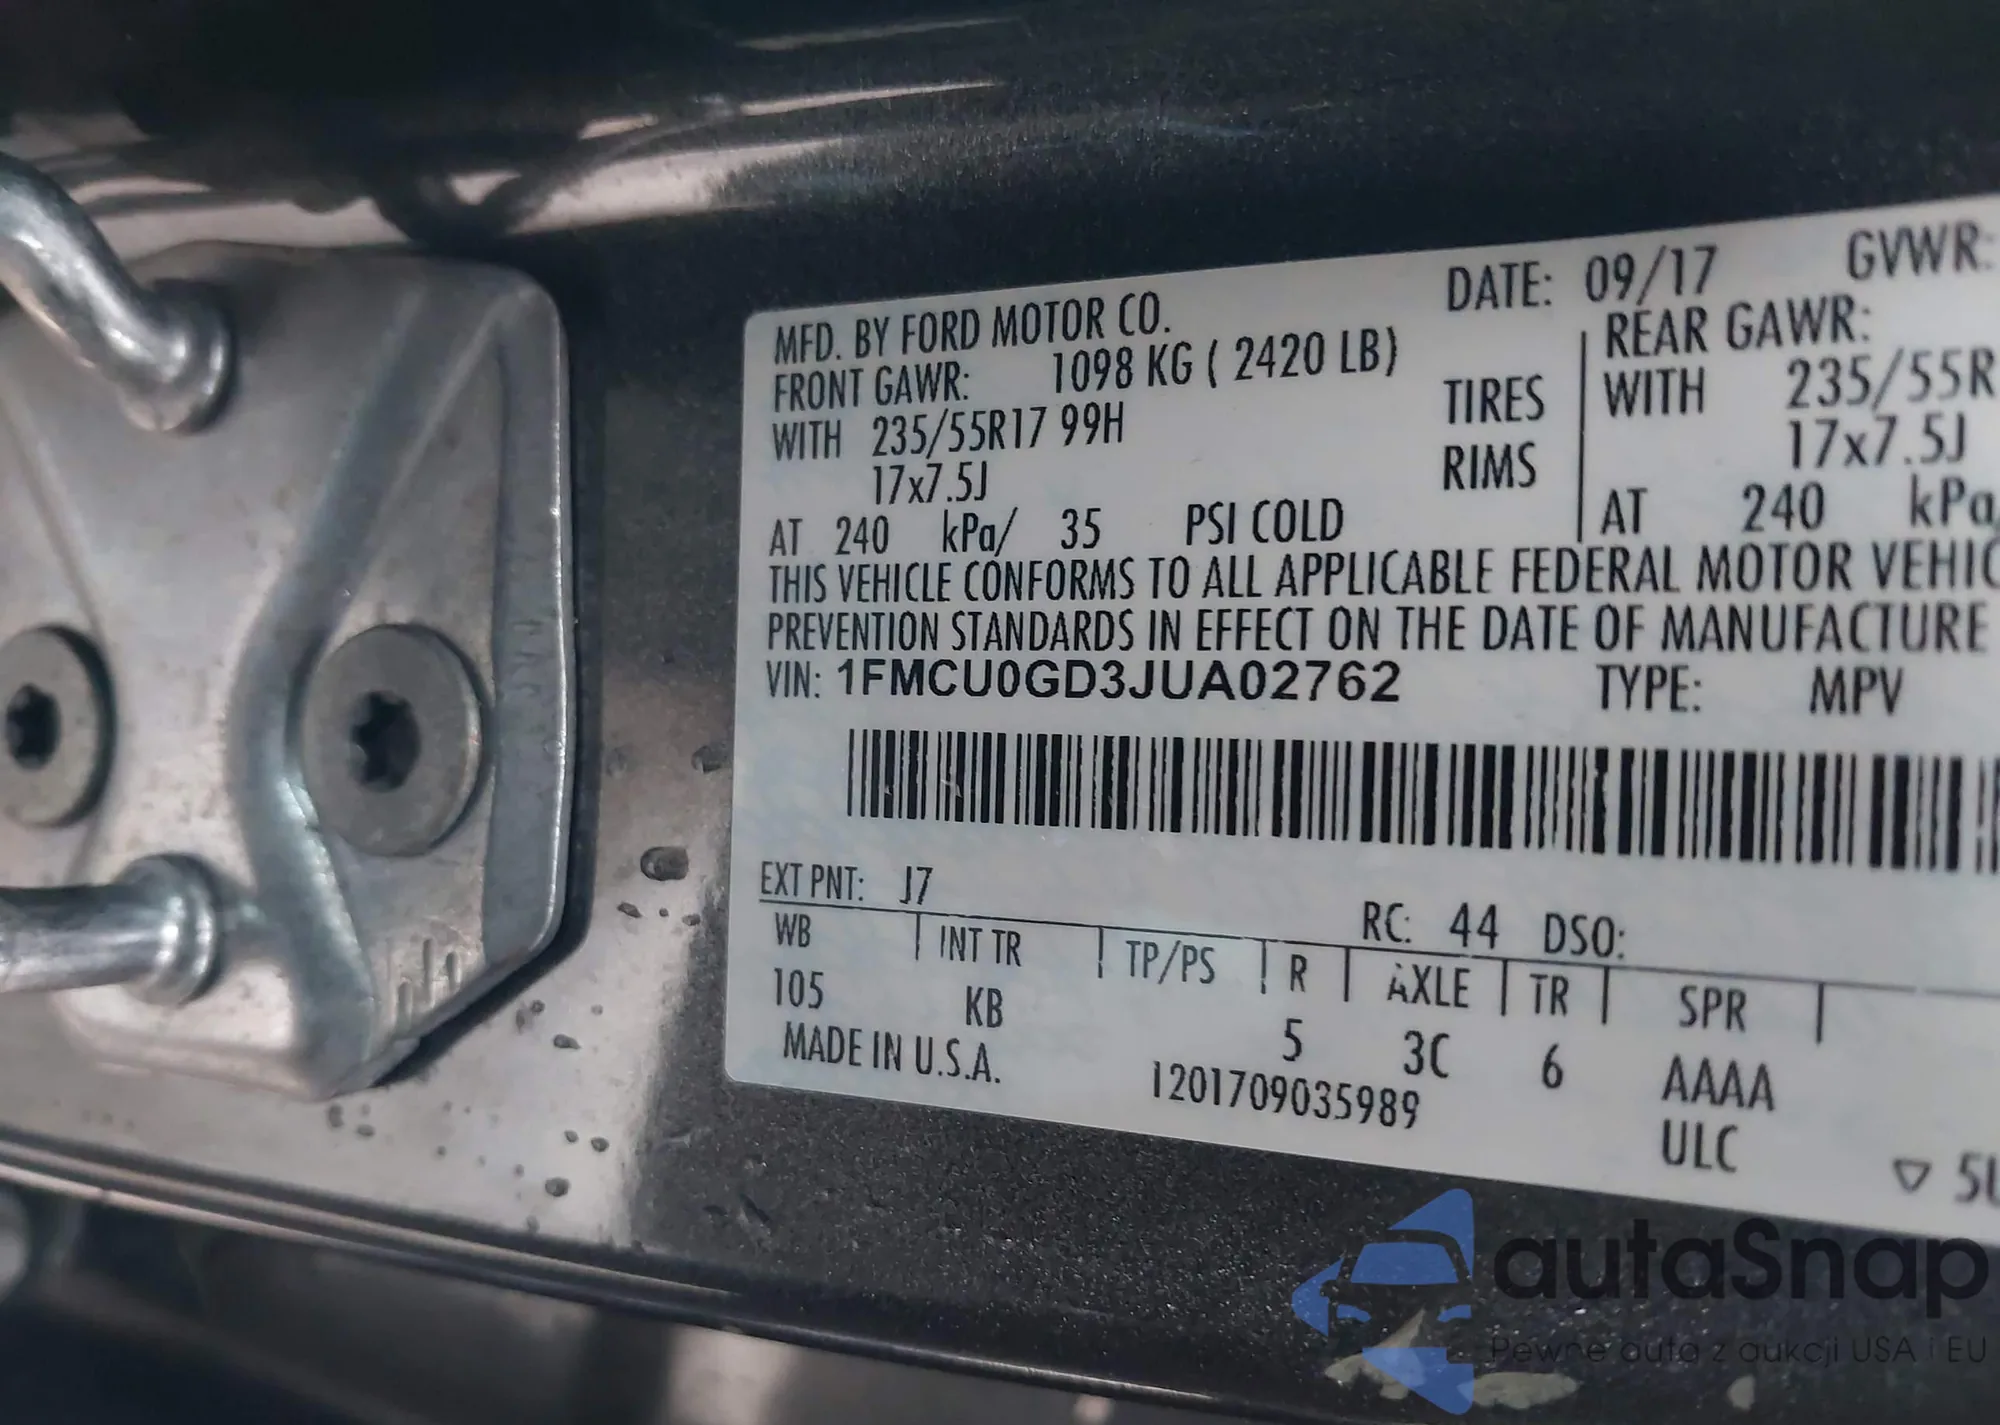 MFD. BY FORD MOTOR CO. DATE: 09/17 GVWR:
FRONT GAWR: 1098 KG ( 2420 LB) REAR GAWR:
WITH 235/55R17 99H TIRES WITH 235/55R
17x7.5J RIMS 17x7.5J
AT 240 kPa/ 35 PSI COLD AT 240 kPa/
THIS VEHICLE CONFORMS TO ALL APPLICABLE FEDERAL MOTOR VEHIC
PREVENTION STANDARDS IN EFFECT ON THE DATE OF MANUFACTURE
VIN: 1FMCU0GD3JUA02762 TYPE: MPV
EXT PNT: J7 RC: 44 DSO:
WB INT TR TP/PS R AXLE TR SPR
105 KB 5 3C 6 AAAA
MADE IN U.S.A. 1201709035989 ULC
▽ 5U
autaSnap
Pewne auta z aukcji USA i EU